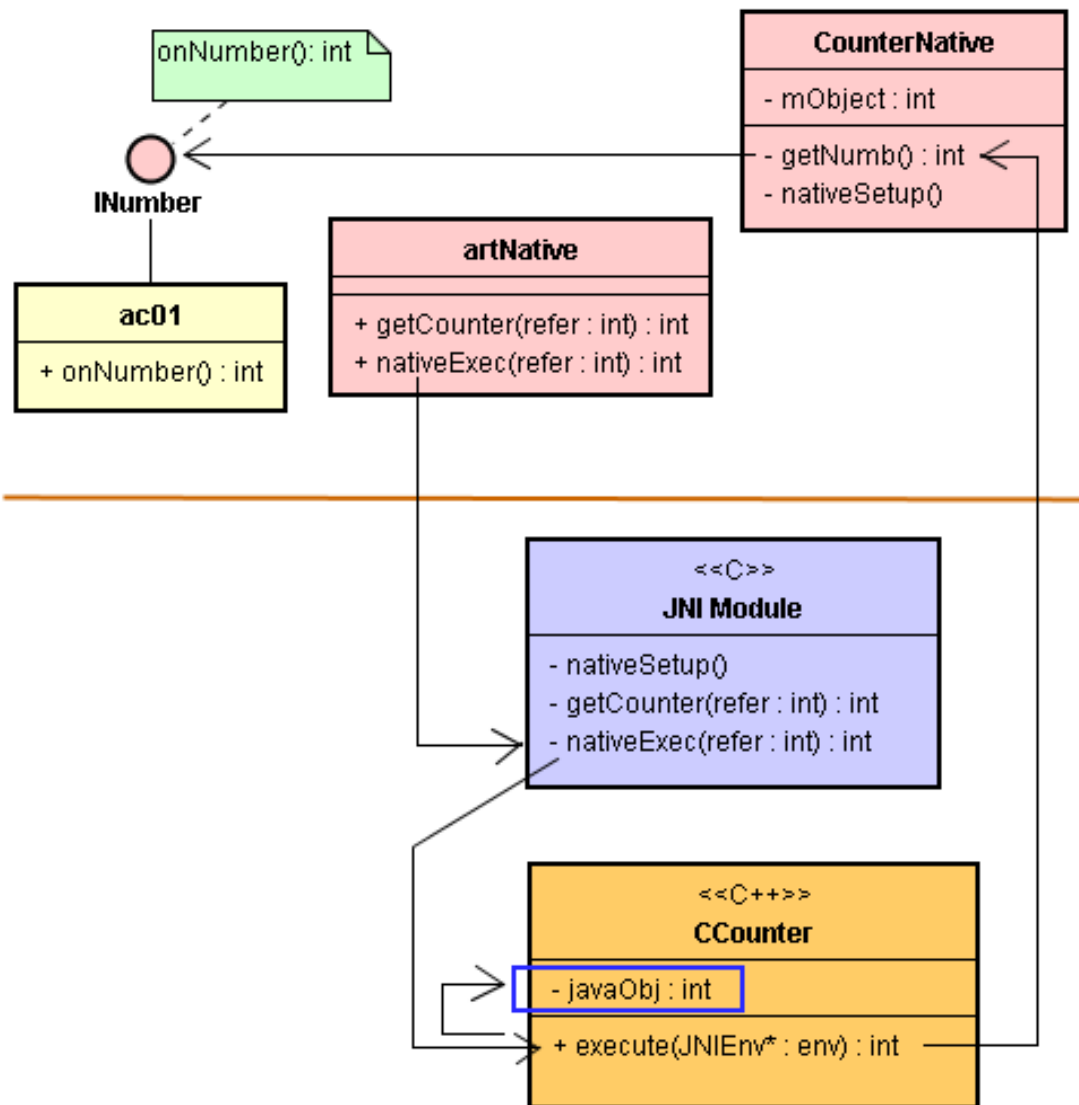 onNumber(): int
INumber
ac01
+ onNumber() : int
CounterNative
- mObject : int
- getNumb() : int
- nativeSetup()
artNative
+ getCounter(refer : int) : int
+ nativeExec(refer : int) : int
<<C>>
JNI Module
- nativeSetup()
- getCounter(refer : int) : int
- nativeExec(refer : int) : int
<<C++>>
CCounter
- javaObj : int
+ execute(JNIEnv* : env) : int